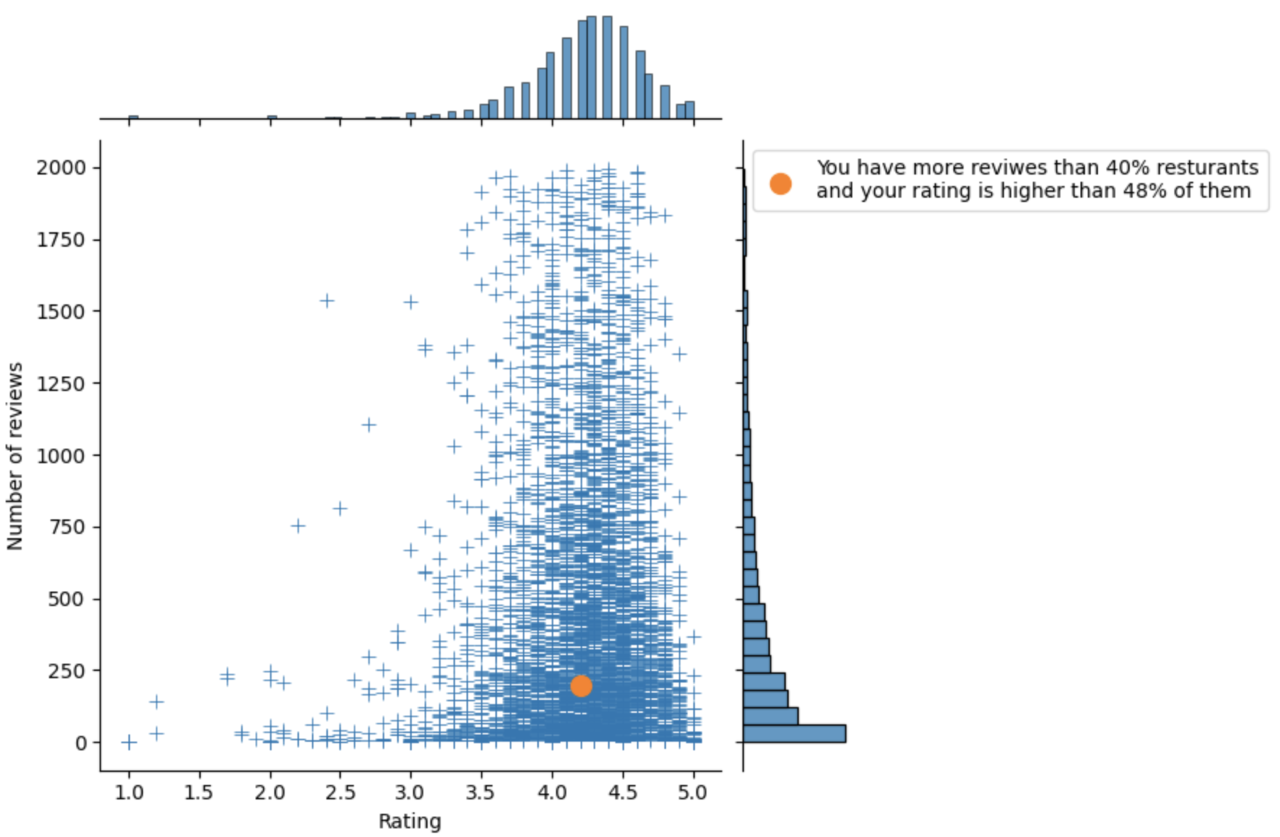 2000
1750
1500
1250
1000
750
500
250
0
Number of reviews
1.0 1.5 2.0 2.5 3.0 3.5 4.0 4.5 5.0
Rating
You have more reviwes than 40% resturants
and your rating is higher than 48% of them